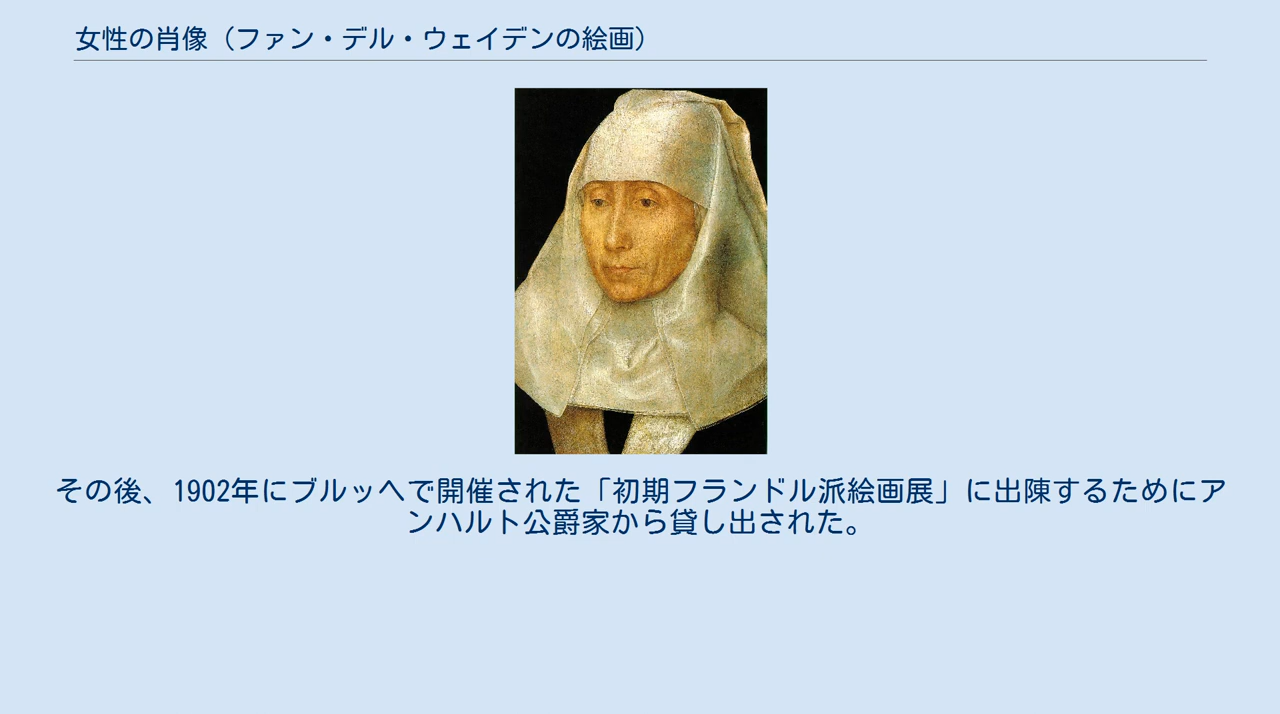 女性の肖像（ファン・デル・ウェイデンの絵画）
その後、1902年にブルッヘで開催された「初期フランドル派絵画展」に出陳するためにア
ンハルト公爵家から貸し出された。